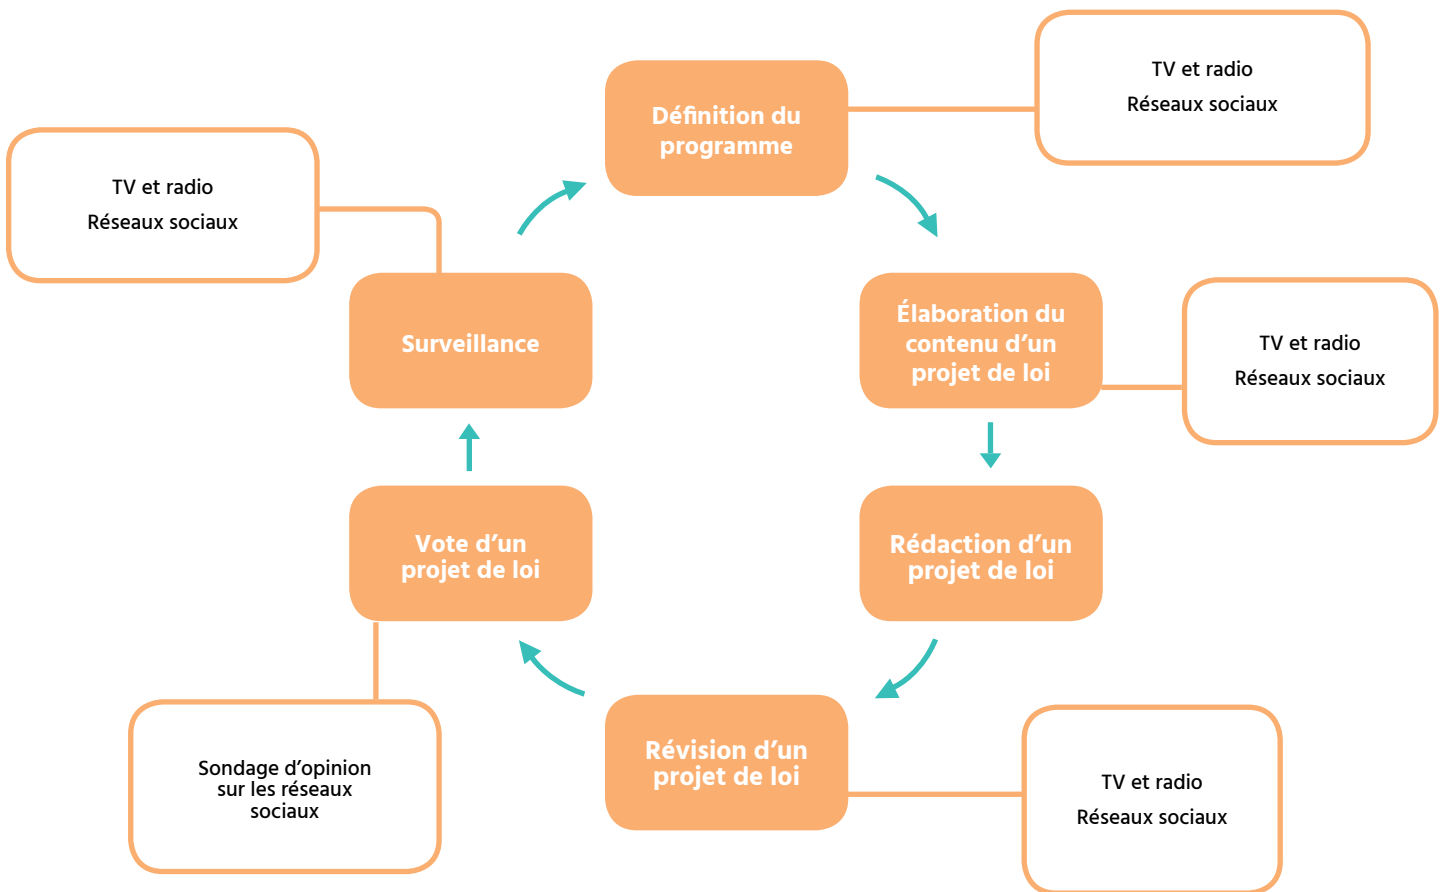 Définition du
programme
TV et radio
Réseaux sociaux
TV et radio
Réseaux sociaux
Surveillance
Élaboration du
contenu d’un
projet de loi
TV et radio
Réseaux sociaux
Vote d’un
projet de loi
Rédaction d’un
projet de loi
Révision d’un
projet de loi
Sondage d’opinion
sur les réseaux
sociaux
TV et radio
Réseaux sociaux